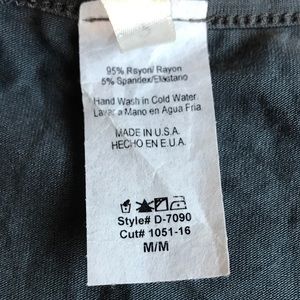 95% Rayon/ Rayon
5% Spandex/Elastano
Hand Wash in Cold Water
Lavar a Mano en Agua Fria
MADE IN U.S.A.
HECHO EN E.U.A.
Style# D-7090
Cut# 1051-16
M/M